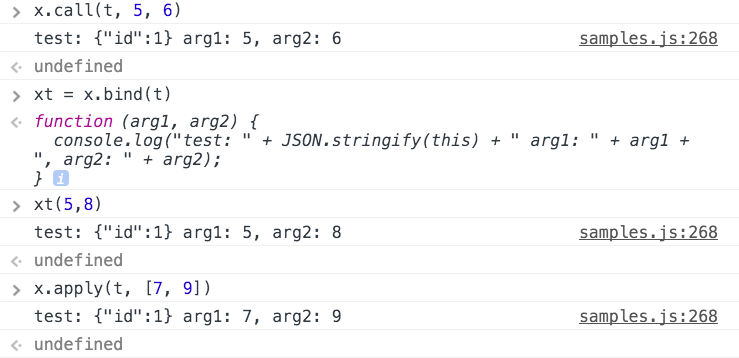 x.call(t, 5, 6)
test: {"id":1} arg1: 5, arg2: 6 samples.js:268
undefined
xt = x.bind(t)
function (arg1, arg2) {
console.log("test: " + JSON.stringify(this) + " arg1: " + arg1 +
", arg2: " + arg2);
} i
xt(5,8)
test: {"id":1} arg1: 5, arg2: 8 samples.js:268
undefined
x.apply(t, [7, 9])
test: {"id":1} arg1: 7, arg2: 9 samples.js:268
undefined